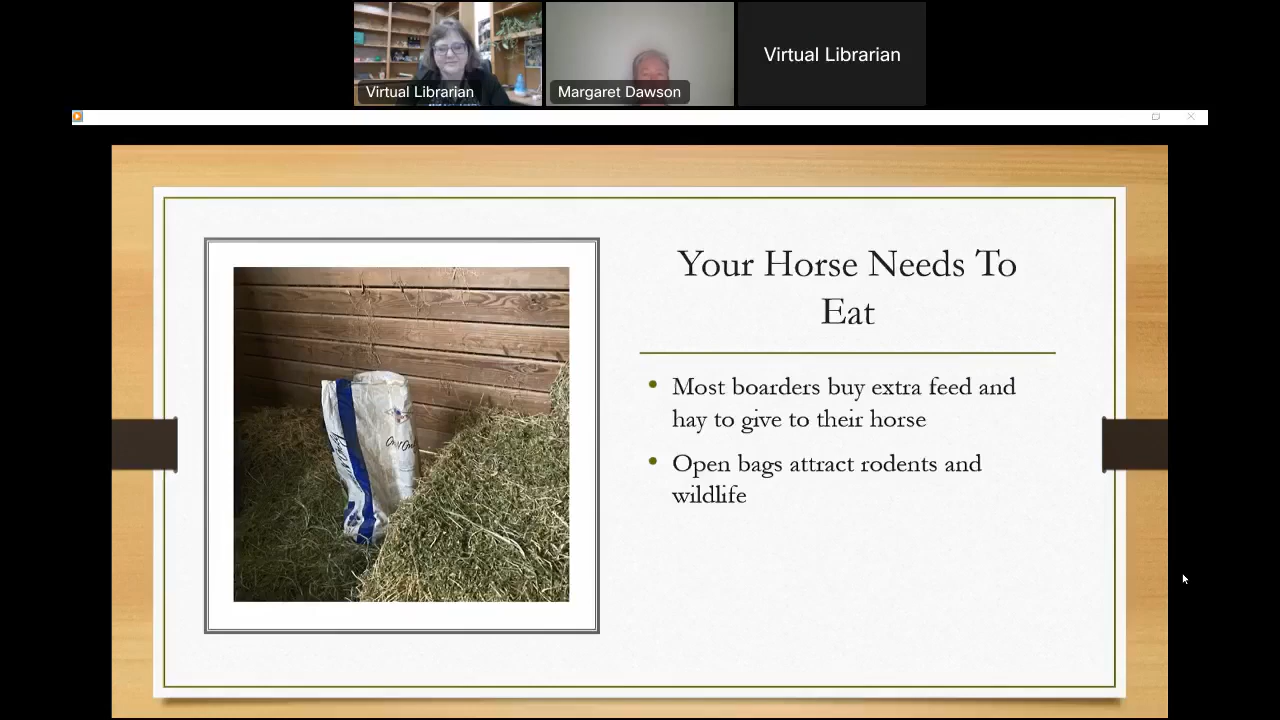 Virtual Librarian
Virtual Librarian
Margaret Dawson
Your Horse Needs To
Eat
Most boarders buy extra feed and
hay to give to their horse
Open bags attract rodents and
wildlife